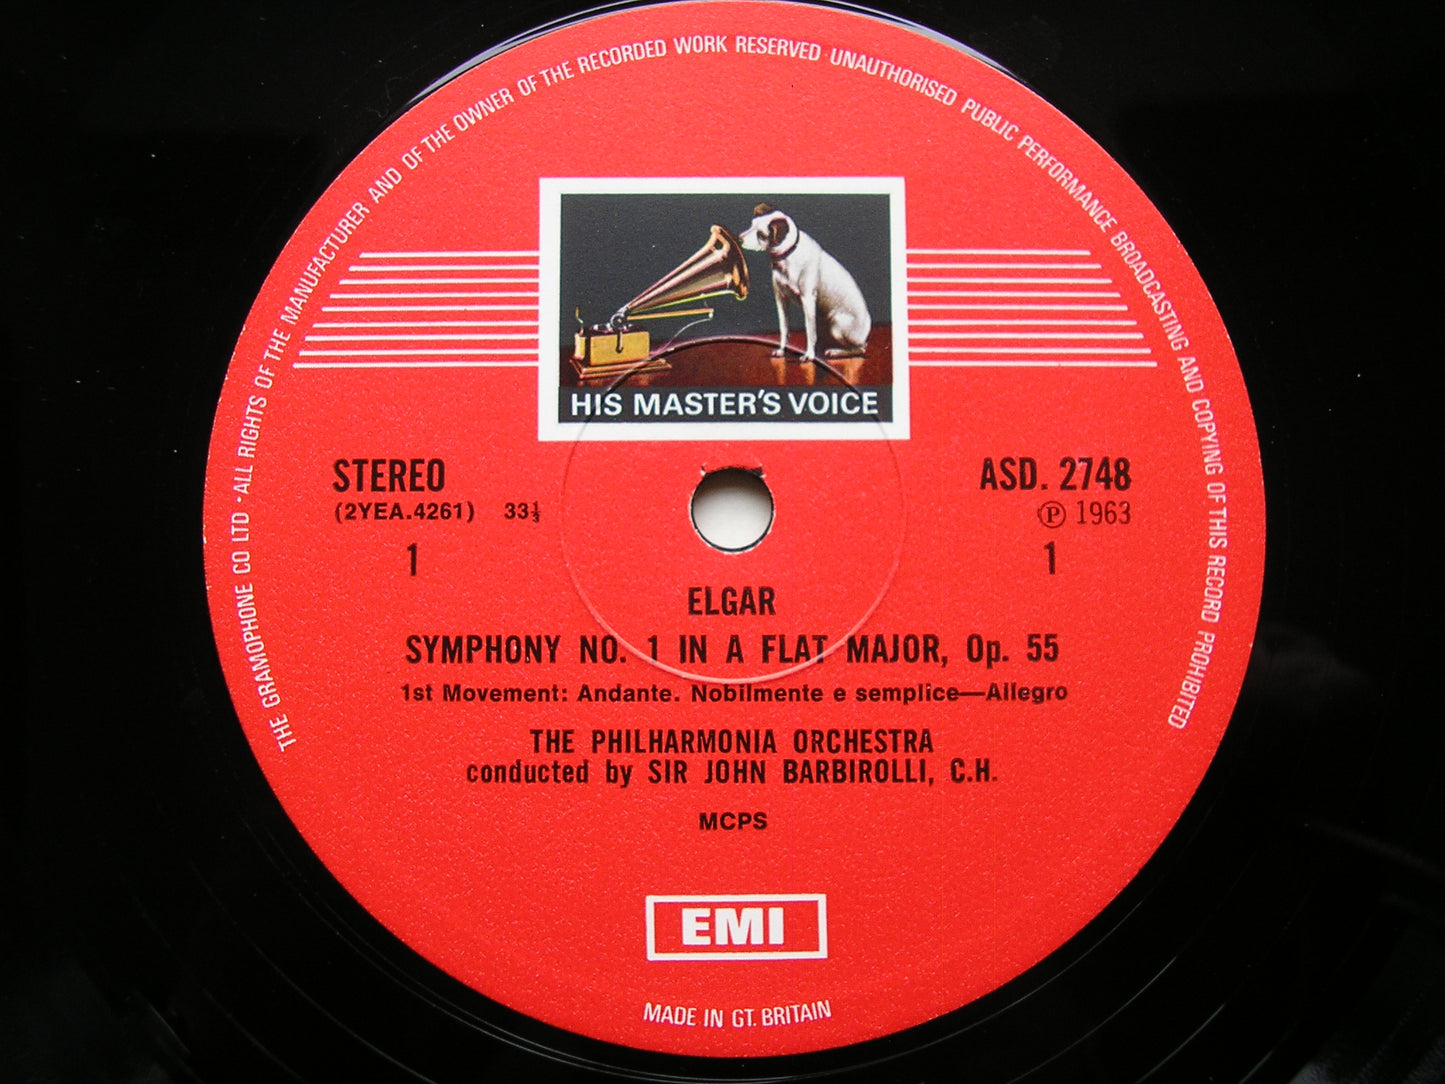 THE GRAMOPHONE CO LTD · ALL RIGHTS OF THE MANUFACTURER AND OF THE OWNER OF THE RECORDED WORK RESERVED · UNAUTHORISED PUBLIC PERFORMANCE BROADCASTING AND COPYING OF THIS RECORD PROHIBITED
HIS MASTER'S VOICE
STEREO ASD. 2748
(2YEA.4261) 33⅓ ℗ 1963
1 1
ELGAR
SYMPHONY NO. 1 IN A FLAT MAJOR, Op. 55
1st Movement: Andante. Nobilmente e semplice—Allegro
THE PHILHARMONIA ORCHESTRA
conducted by SIR JOHN BARBIROLLI, C.H.
MCPS
EMI
MADE IN GT. BRITAIN